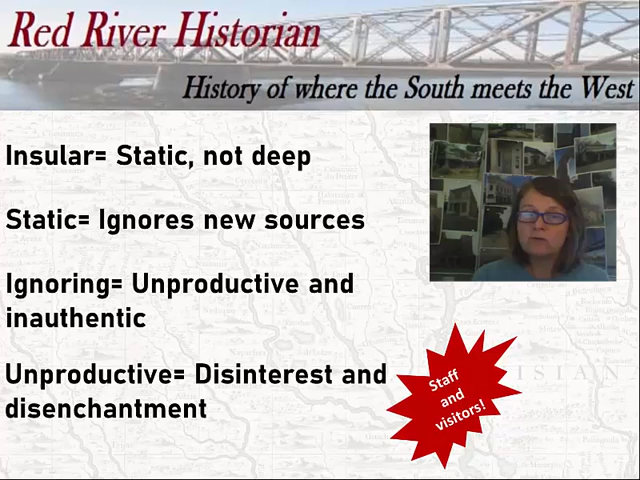 Red River Historian
History of where the South meets the West
Insular= Static, not deep
Static= Ignores new sources
Ignoring= Unproductive and
inauthentic
Unproductive= Disinterest and
disenchantment
Staff
and
visitors!